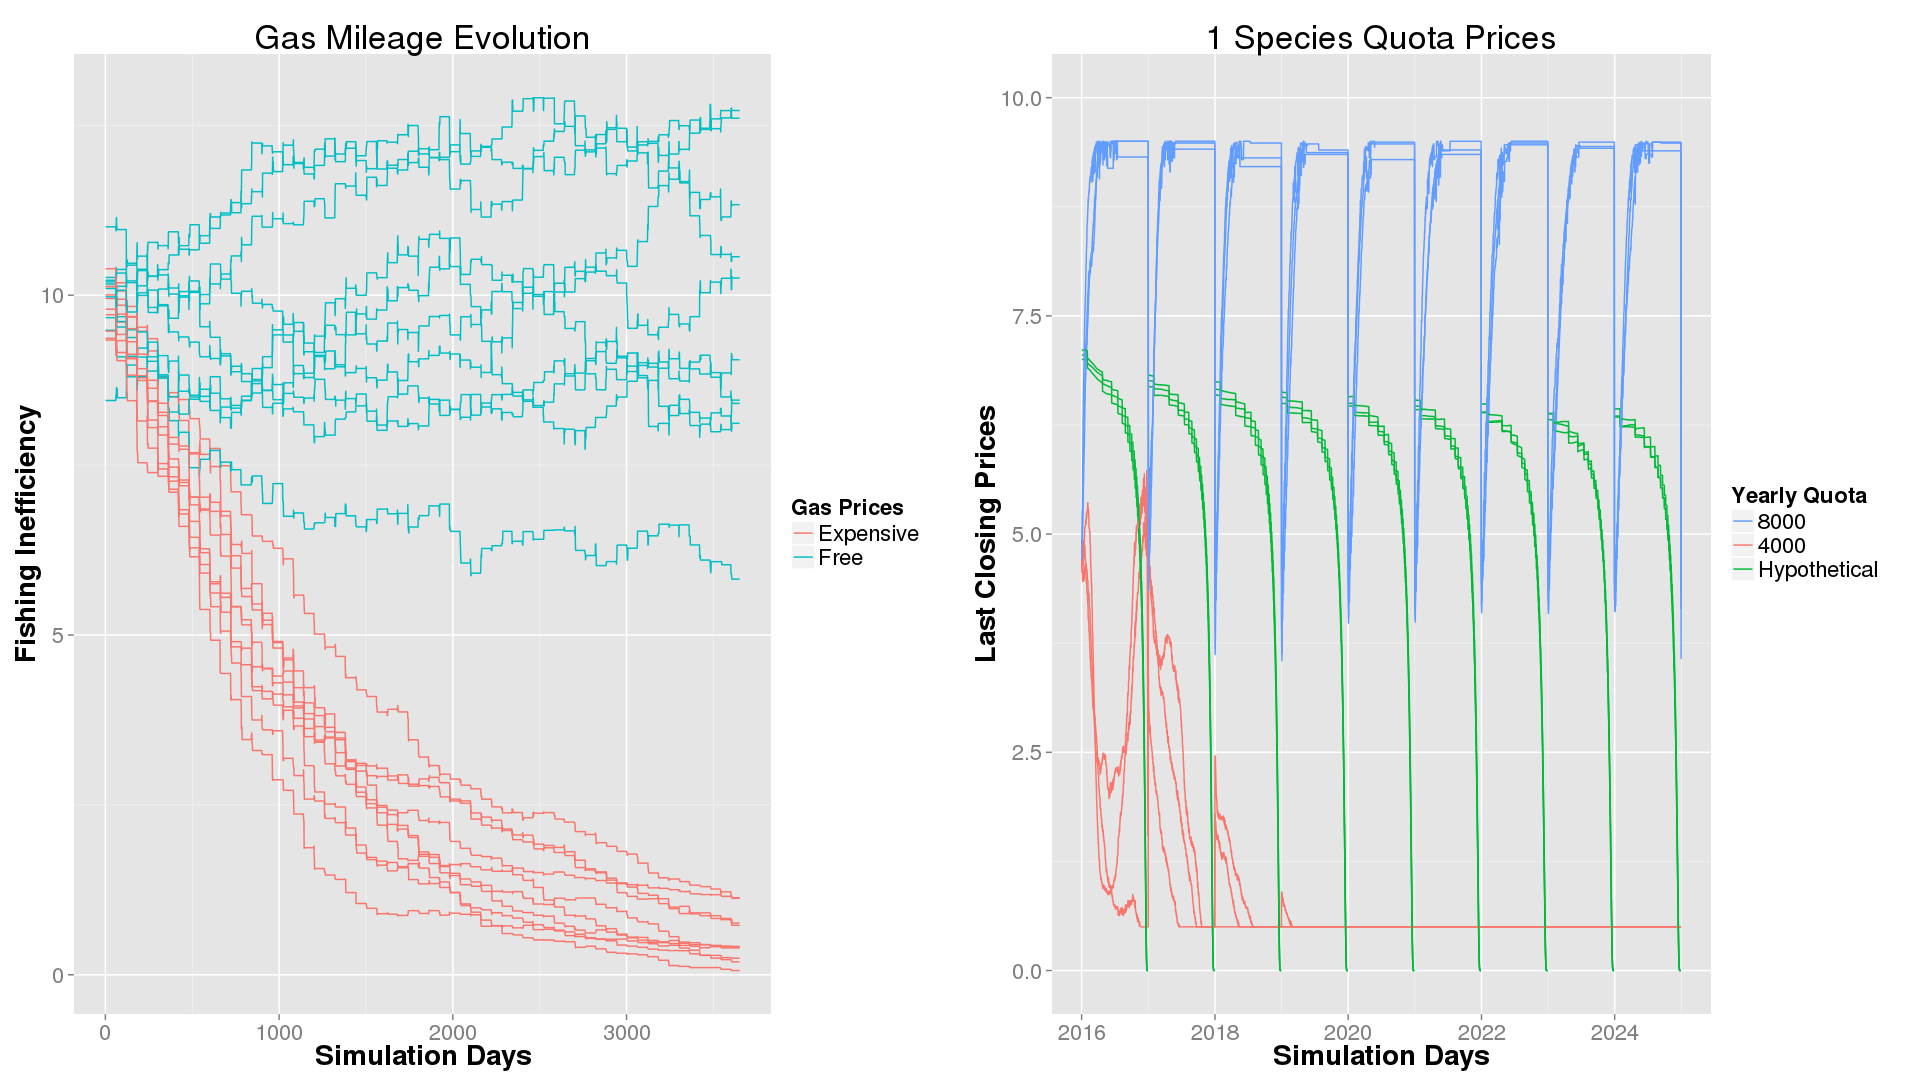 Gas Mileage Evolution
Fishing Inefficiency
10
5
0
0 1000 2000 3000
Simulation Days
Gas Prices
Expensive
Free
1 Species Quota Prices
Last Closing Prices
10.0
7.5
5.0
2.5
0.0
2016 2018 2020 2022 2024
Simulation Days
Yearly Quota
8000
4000
Hypothetical